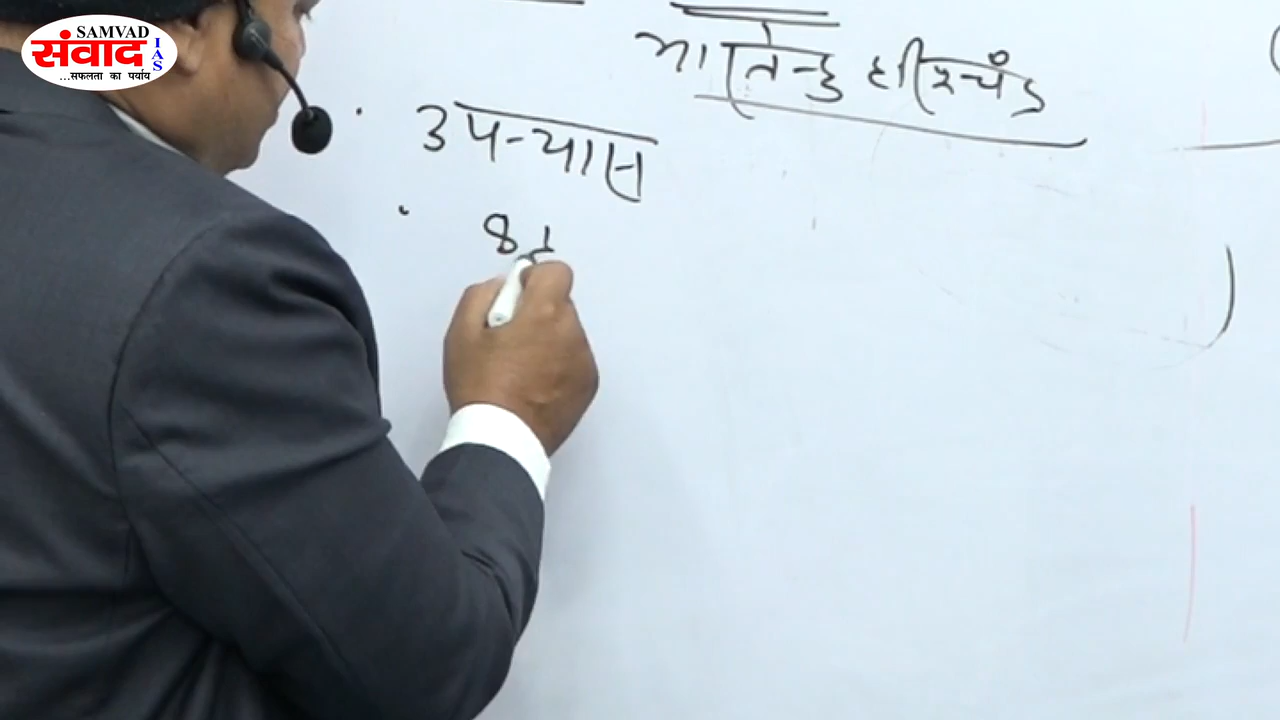 SAMVAD
संवाद
IAS
...सफलता का पर्याय
भारतेन्दु हरिश्चंद्र
उपन्यास